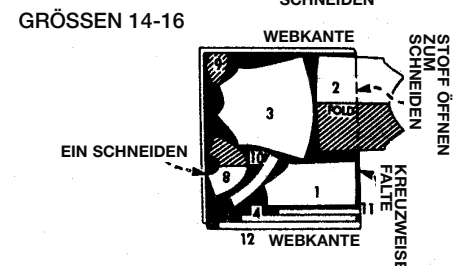 SCHNEIDEN
GRÖSSEN 14-16
WEBKANTE
STOFF ÖFFNEN
ZUM
SCHNEIDEN
2
FOLD
3
EIN SCHNEIDEN
10
8
1
KREUZWEISE
FALTE
11
4
12 WEBKANTE